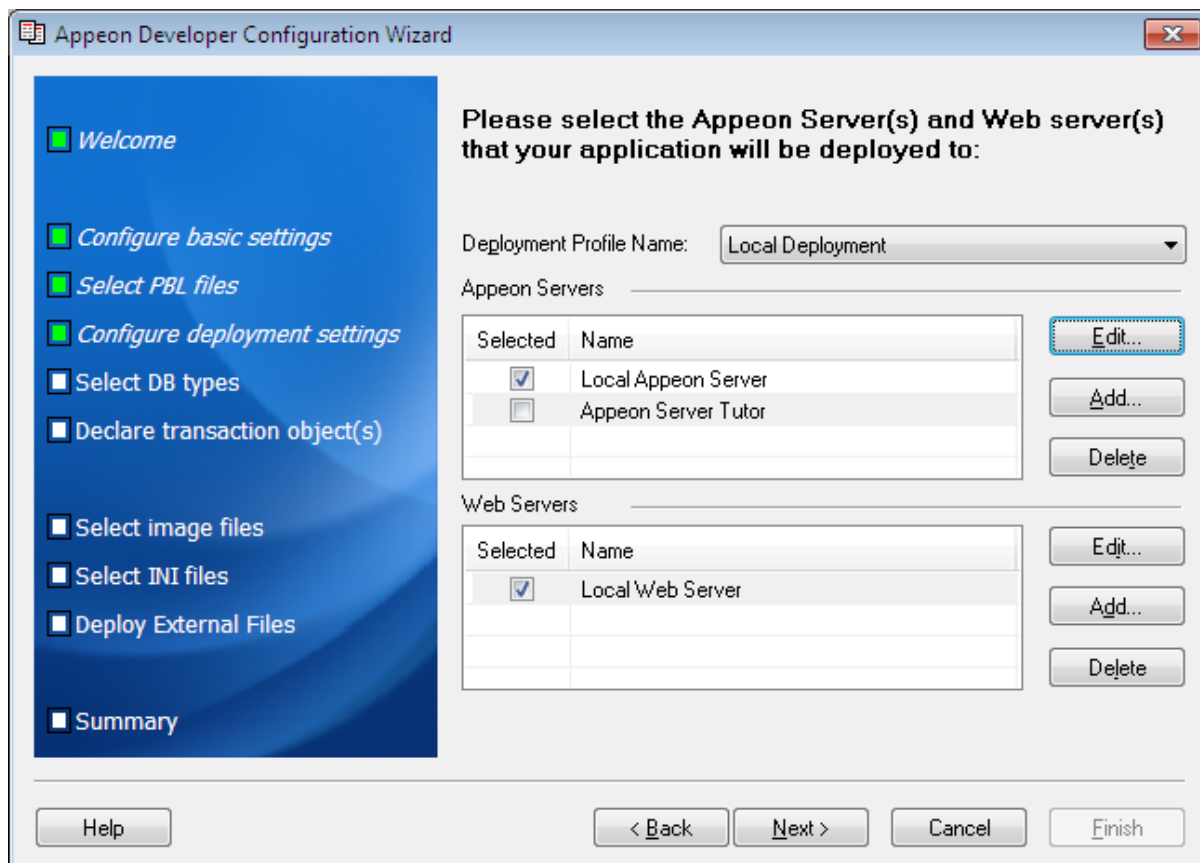 Appeon Developer Configuration Wizard
Welcome
Configure basic settings
Select PBL files
Configure deployment settings
Select DB types
Declare transaction object(s)
Select image files
Select INI files
Deploy External Files
Summary
Please select the Appeon Server(s) and Web server(s)
that your application will be deployed to:
Deployment Profile Name: Local Deployment
Appeon Servers
Selected Name
Local Appeon Server
Appeon Server Tutor
Edit...
Add...
Delete
Web Servers
Selected Name
Local Web Server
Edit...
Add...
Delete
Help
< Back
Next >
Cancel
Finish